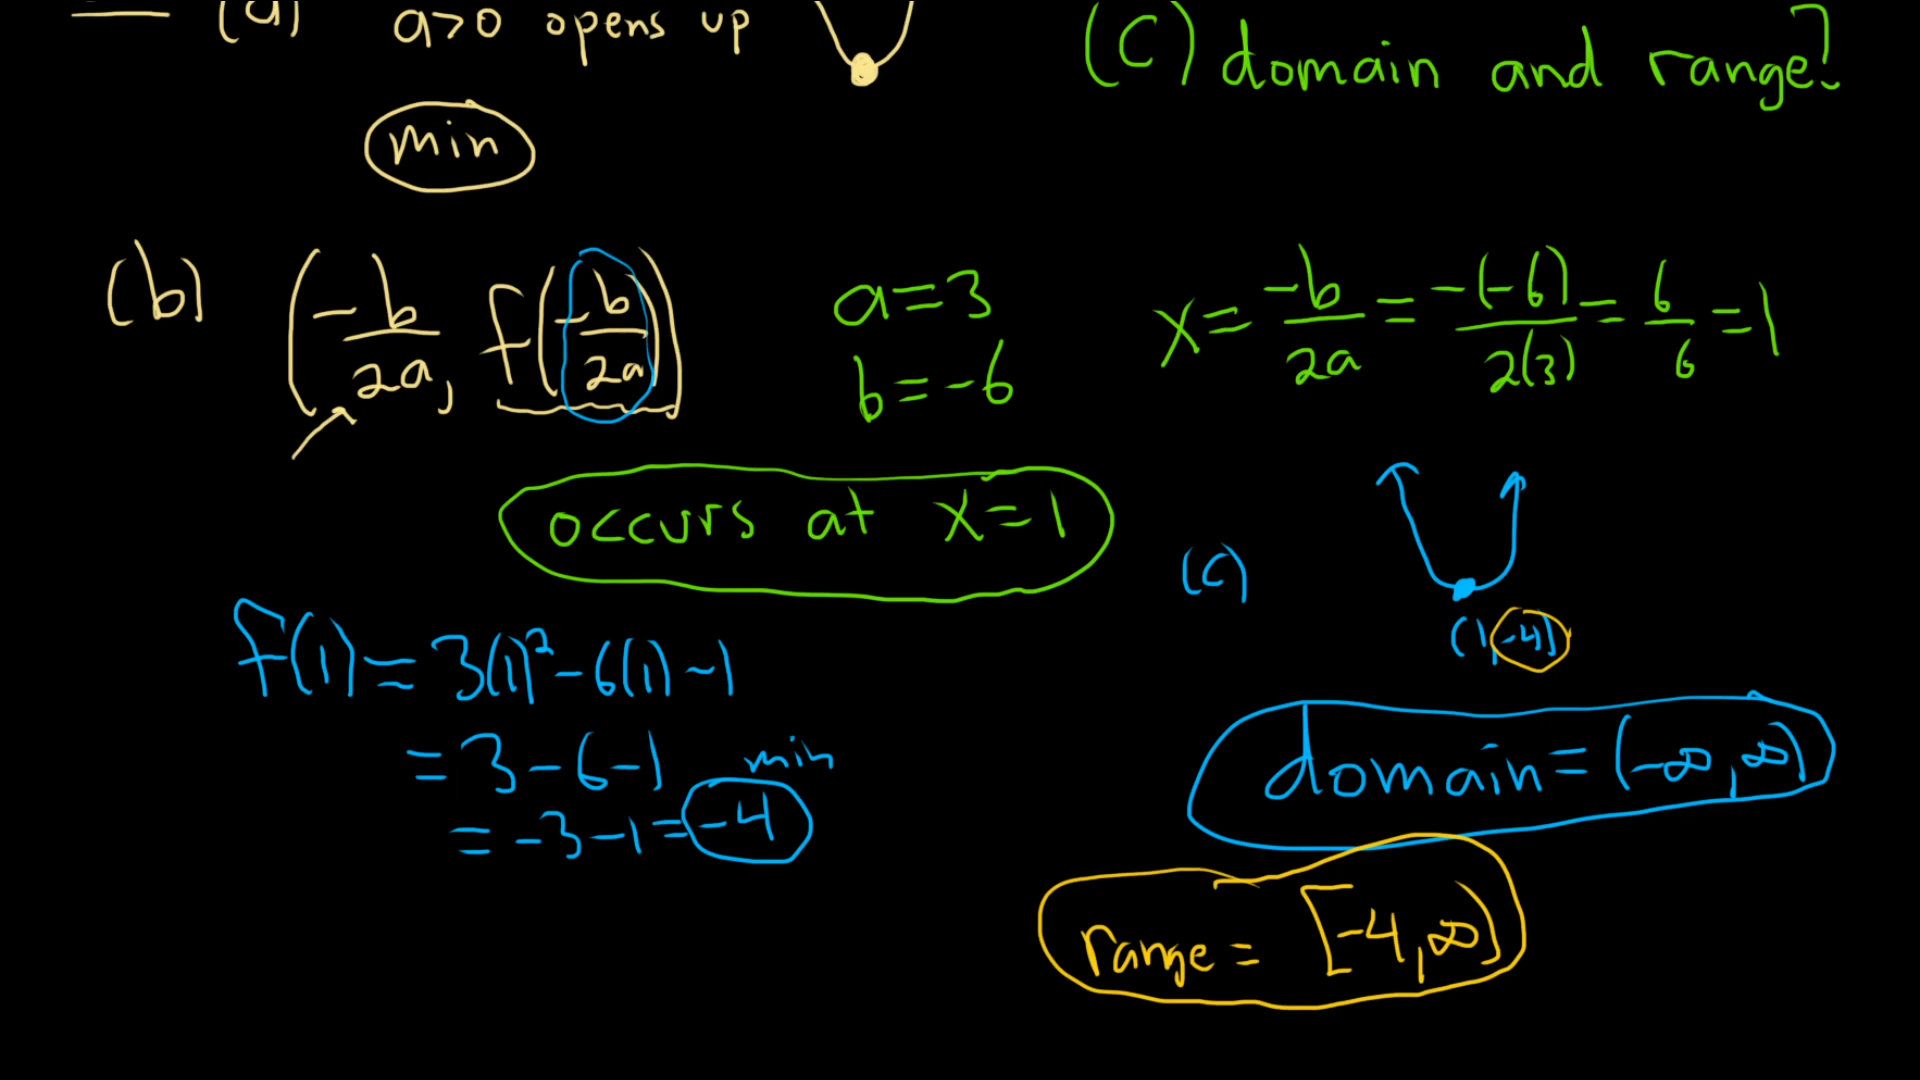 (a) a>0 opens up
(C) domain and range?
min
(b) (-b/2a, f(-b/2a))
a=3
b=-6
x = -b/2a = -(-6)/2(3) = 6/6 = 1
occurs at x=1
f(1) = 3(1)²-6(1)-1
= 3-6-1
min
= -3-1 = -4
(C)
(1,-4)
domain = (-∞,∞)
range = [-4,∞)